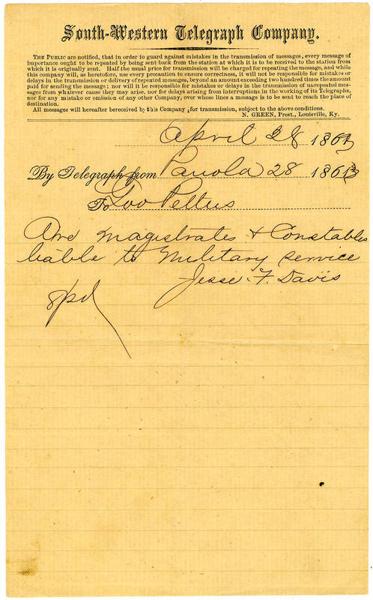 South-Western Telegraph Company.
THE PUBLIC are notified, that in order to guard against mistakes in the transmission of messages, every message of
importance ought to be repeated by being sent back from the station at which it is to be received to the station from
which it is originally sent. Half the usual price for transmission will be charged for repeating the message, and while
this company will, as heretofore, use every precaution to ensure correctness, it will not be responsible for mistakes or
delays in the transmission or delivery of repeated messages, beyond an amount exceeding two hundred times the amount
paid for sending the message; nor will it be responsible for mistakes or delays in the transmission of unrepeated mes-
sages from whatever cause they may arise, nor for delays arising from interruptions in the working of its Telegraphs,
nor for any mistake or omission of any other Company, over whose lines a message is to be sent to reach the place of
destination.
All messages will hereafter be received by this Company for transmission, subject to the above conditions.
N. GREEN, Prest., Louisville, Ky.
April 28 1863
By Telegraph from Panola 28 1863
To Gov Pettus
Are magistrates & Constables
liable to Military service
Jesse F. Davis
8pd